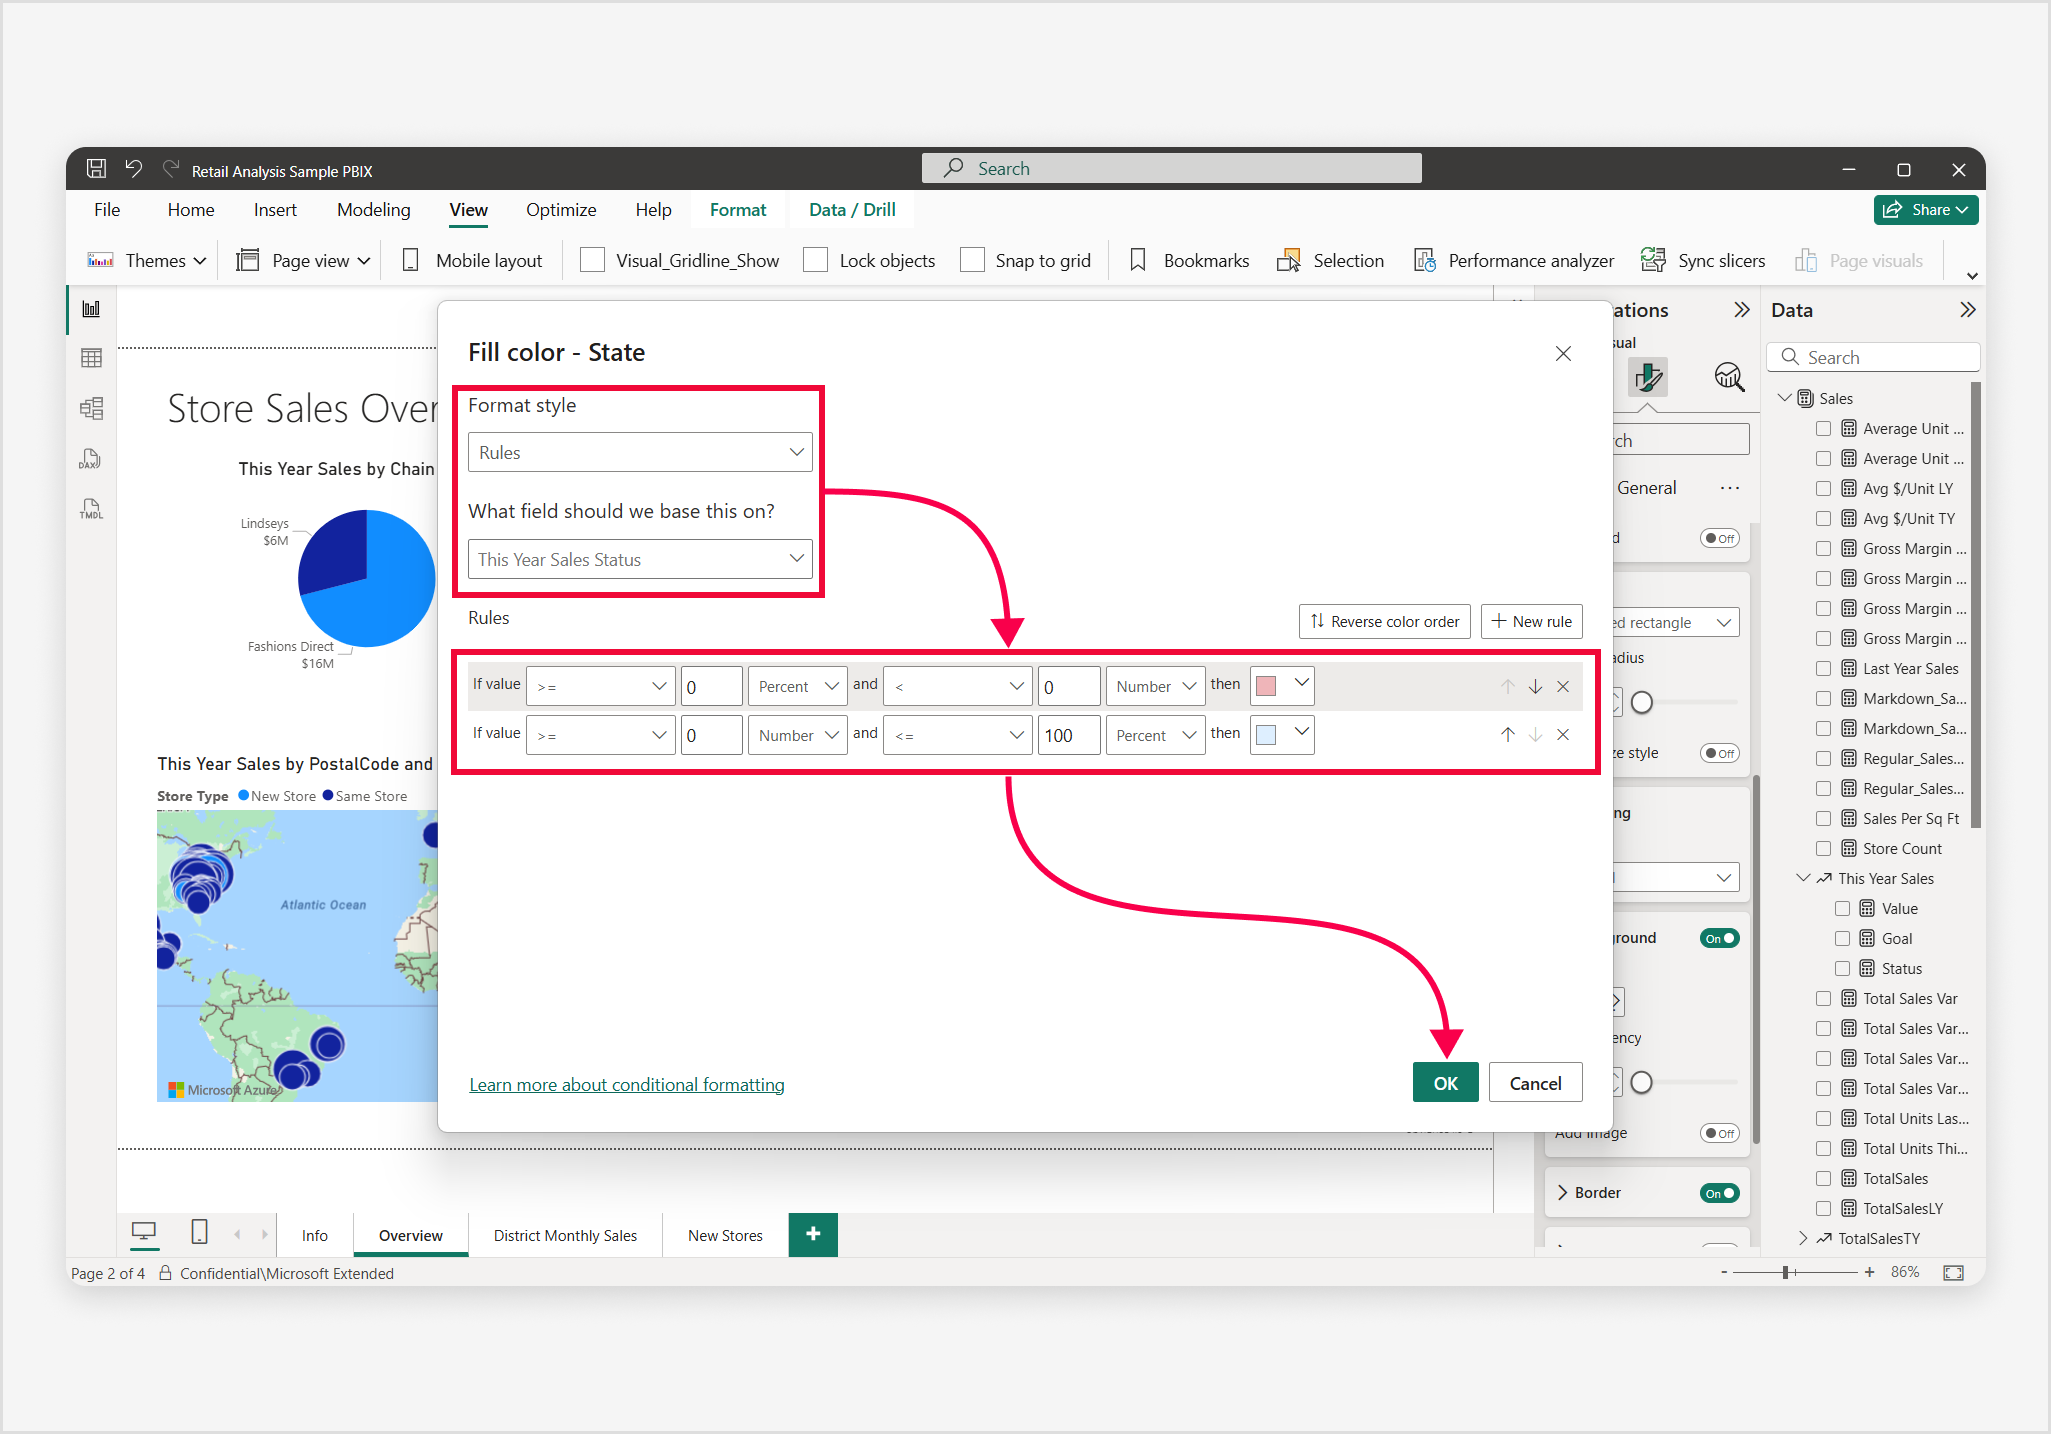 Retail Analysis Sample PBIX
Search
File Home Insert Modeling View Optimize Help Format Data / Drill
Share
Themes Page view Mobile layout Visual_Gridline_Show Lock objects Snap to grid Bookmarks Selection Performance analyzer Sync slicers Page visuals
DAX
TMDL
Store Sales Over
This Year Sales by Chain
Lindseys
$6M
Fashions Direct
$16M
This Year Sales by PostalCode and
Store Type New Store Same Store
Atlantic Ocean
Microsoft Azure
Fill color - State
Format style
Rules
What field should we base this on?
This Year Sales Status
Rules
Reverse color order
+ New rule
If value >= 0 Percent and < 0 Number then
If value >= 0 Number and <= 100 Percent then
Learn more about conditional formatting
OK
Cancel
ations
sual
rch
General ...
d Off
ed rectangle
adius
ze style Off
ng
l
round On
ency
Add image Off
Border On
Data
Search
Sales
Average Unit ...
Average Unit ...
Avg $/Unit LY
Avg $/Unit TY
Gross Margin ...
Gross Margin ...
Gross Margin ...
Gross Margin ...
Last Year Sales
Markdown_Sa...
Markdown_Sa...
Regular_Sales...
Regular_Sales...
Sales Per Sq Ft
Store Count
This Year Sales
Value
Goal
Status
Total Sales Var
Total Sales Var...
Total Sales Var...
Total Sales Var...
Total Units Las...
Total Units Thi...
TotalSales
TotalSalesLY
TotalSalesTY
Info Overview District Monthly Sales New Stores +
Page 2 of 4 Confidential\Microsoft Extended
- + 86%